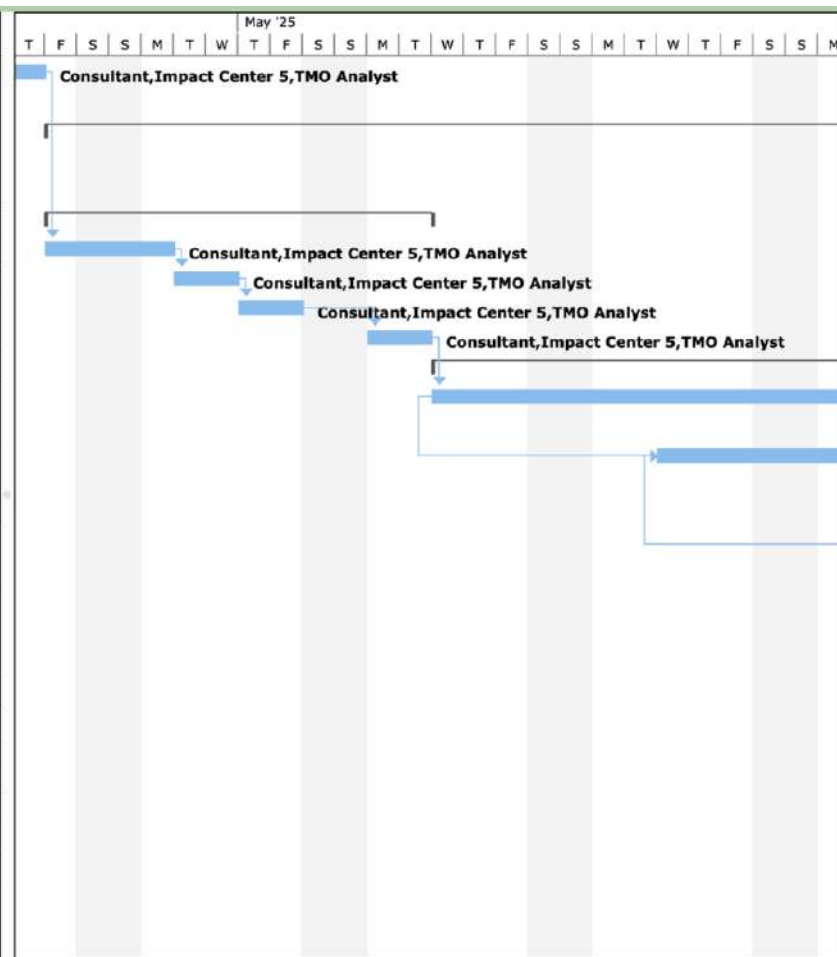 May '25
T F S S M T W T F S S M T W T F S S M T W T F S S M
Consultant,Impact Center 5,TMO Analyst
Consultant,Impact Center 5,TMO Analyst
Consultant,Impact Center 5,TMO Analyst
Consultant,Impact Center 5,TMO Analyst
Consultant,Impact Center 5,TMO Analyst